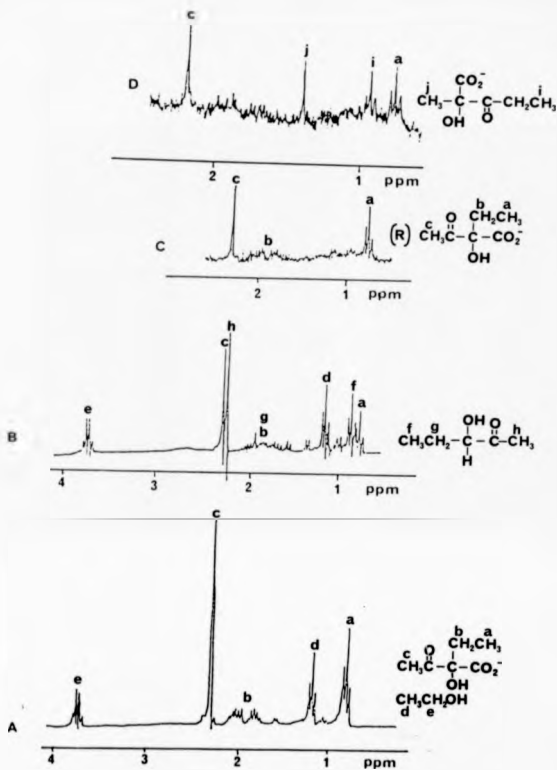 c
D
j
i
a
CO₂⁻
CH₃-C-C-CH₂CH₃
j
i
OH
O
2
1
ppm
c
a
C
b
(R)
b
a
c
O
CH₂CH₃
CH₃C-C-CO₂⁻
OH
2
1
ppm
h
c
d
f
a
e
g
b
B
OH O
f
g
h
CH₃CH₂-C-C-CH₃
H
4
3
2
1
ppm
c
d
a
e
b
A
b
a
c
O
CH₂CH₃
CH₃C-C-CO₂⁻
OH
CH₃CH₂OH
d
e
4
3
2
1
ppm